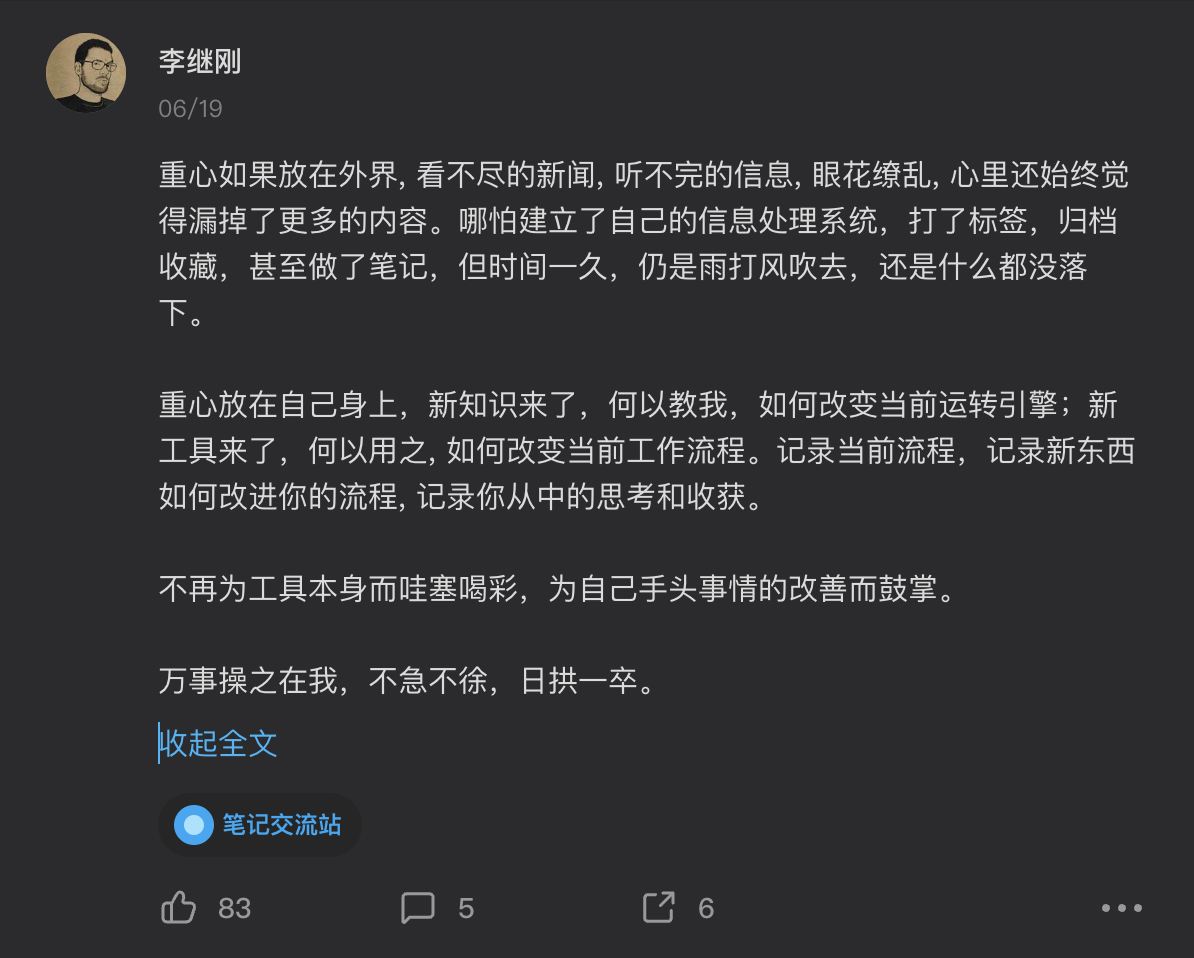 李继刚
06/19
重心如果放在外界, 看不尽的新闻, 听不完的信息, 眼花缭乱, 心里还始终觉
得漏掉了更多的内容。哪怕建立了自己的信息处理系统，打了标签，归档
收藏，甚至做了笔记，但时间一久，仍是雨打风吹去，还是什么都没落
下。
重心放在自己身上，新知识来了，何以教我，如何改变当前运转引擎；新
工具来了，何以用之, 如何改变当前工作流程。记录当前流程，记录新东西
如何改进你的流程, 记录你从中的思考和收获。
不再为工具本身而哇塞喝彩，为自己手头事情的改善而鼓掌。
万事操之在我，不急不徐，日拱一卒。
收起全文
笔记交流站
83 5 6